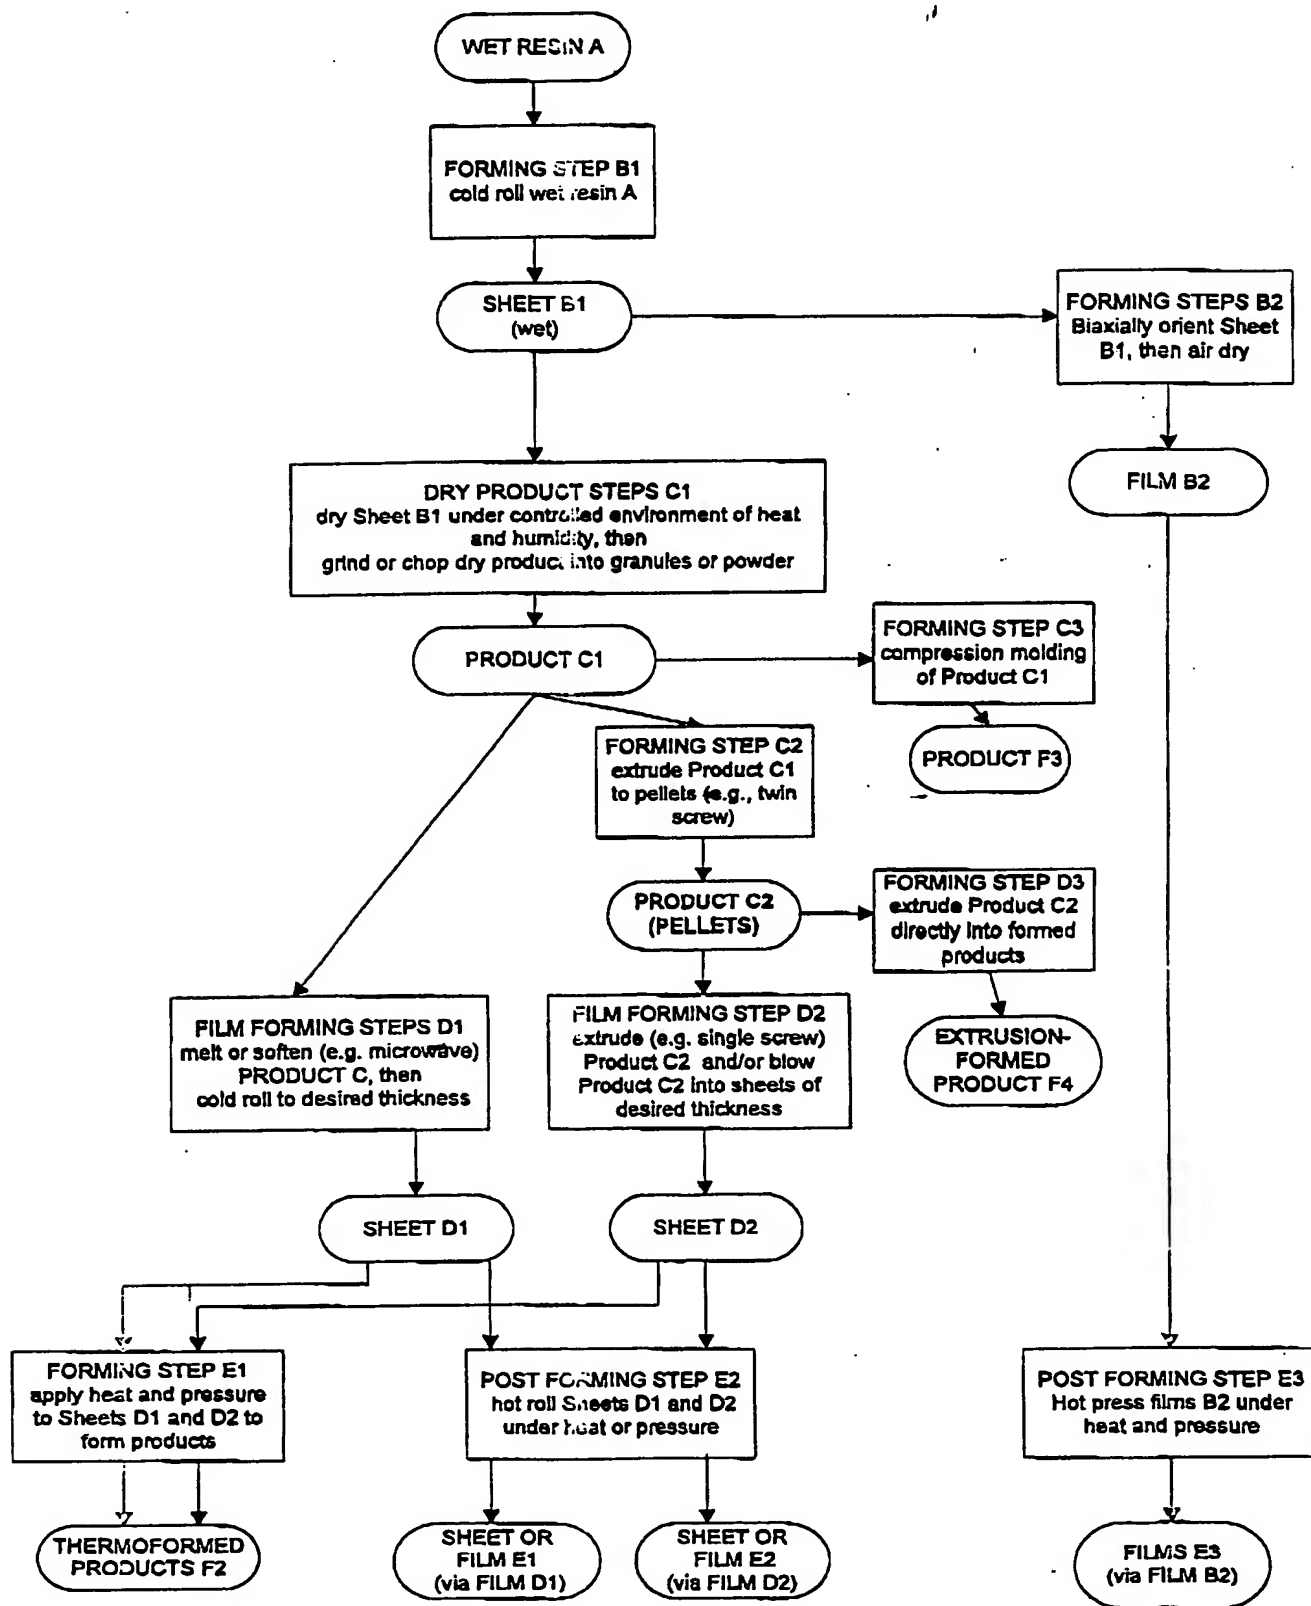 WET RESIN A
FORMING STEP B1
cold roll wet resin A
SHEET B1
(wet)
FORMING STEPS B2
Biaxially orient Sheet
B1, then air dry
FILM B2
DRY PRODUCT STEPS C1
dry Sheet B1 under controlled environment of heat
and humidity, then
grind or chop dry product into granules or powder
PRODUCT C1
FORMING STEP C3
compression molding
of Product C1
PRODUCT F3
FORMING STEP C2
extrude Product C1
to pellets (e.g., twin
screw)
PRODUCT C2
(PELLETS)
FORMING STEP D3
extrude Product C2
directly into formed
products
EXTRUSION-
FORMED
PRODUCT F4
FILM FORMING STEPS D1
melt or soften (e.g. microwave)
PRODUCT C, then
cold roll to desired thickness
FILM FORMING STEP D2
extrude (e.g. single screw)
Product C2 and/or blow
Product C2 into sheets of
desired thickness
SHEET D1
SHEET D2
FORMING STEP E1
apply heat and pressure
to Sheets D1 and D2 to
form products
POST FORMING STEP E2
hot roll Sheets D1 and D2
under heat or pressure
POST FORMING STEP E3
Hot press films B2 under
heat and pressure
THERMOFORMED
PRODUCTS F2
SHEET OR
FILM E1
(via FILM D1)
SHEET OR
FILM E2
(via FILM D2)
FILMS E3
(via FILM B2)